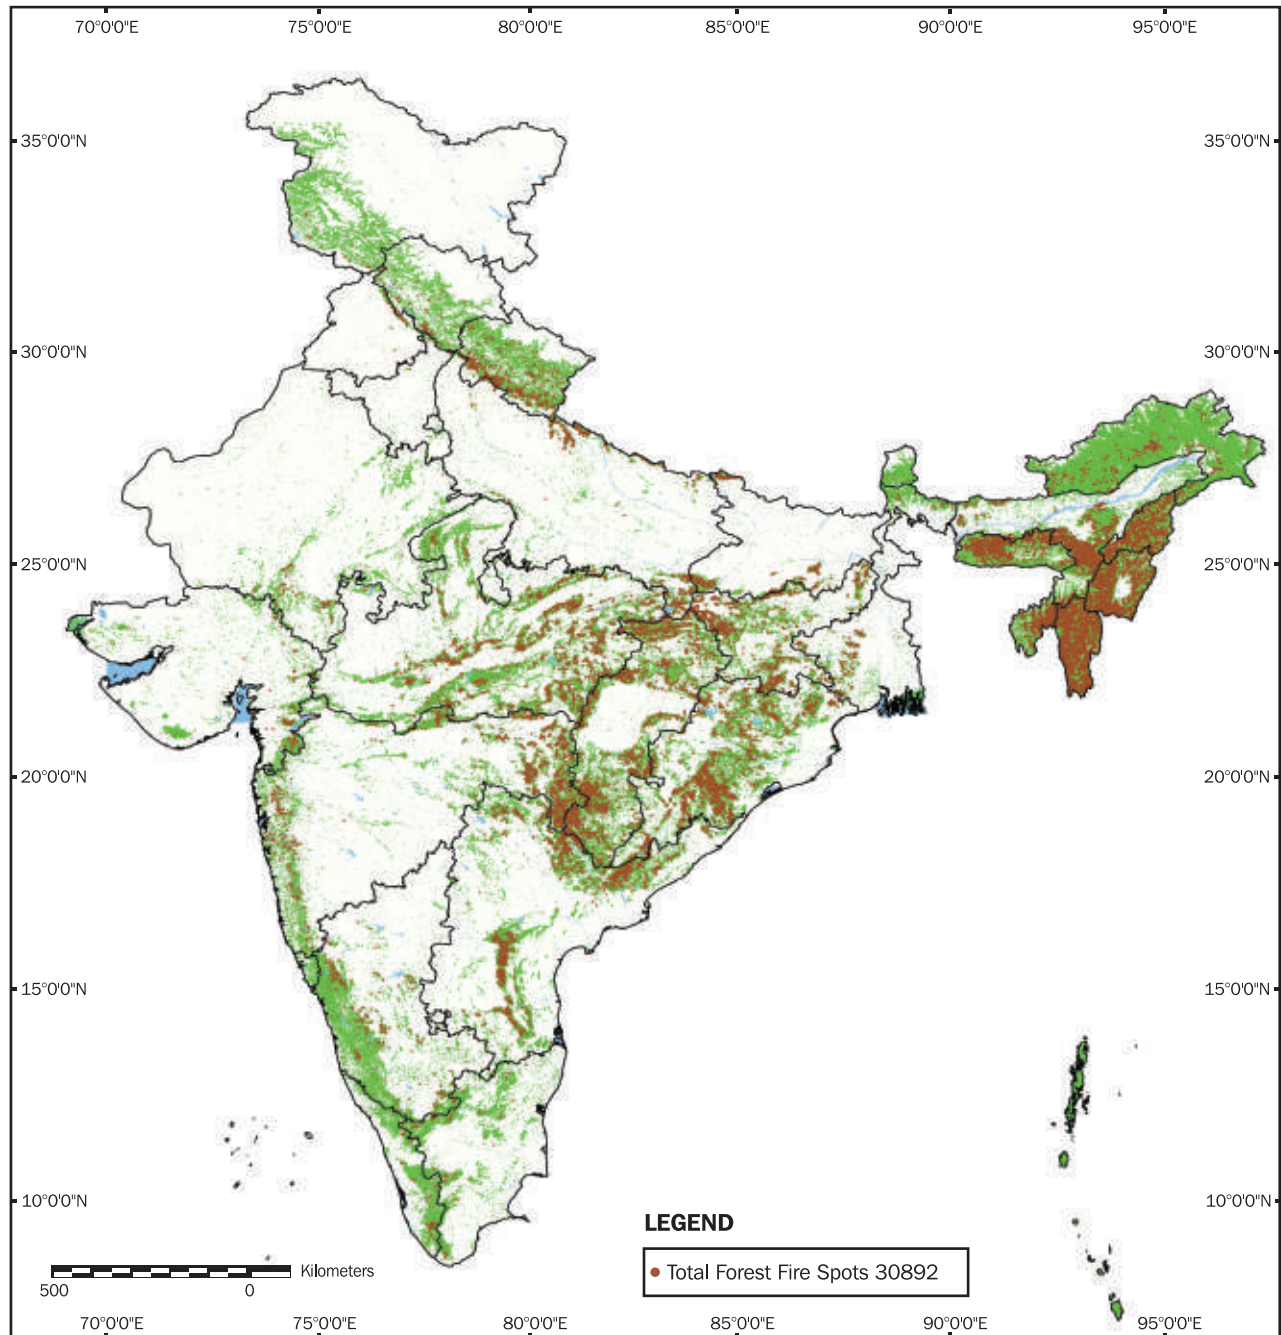 70°0'0"E 75°0'0"E 80°0'0"E 85°0'0"E 90°0'0"E 95°0'0"E
35°0'0"N 35°0'0"N
30°0'0"N 30°0'0"N
25°0'0"N 25°0'0"N
20°0'0"N 20°0'0"N
15°0'0"N 15°0'0"N
10°0'0"N 10°0'0"N
LEGEND
Total Forest Fire Spots 30892
Kilometers
500 0
70°0'0"E 75°0'0"E 80°0'0"E 85°0'0"E 90°0'0"E 95°0'0"E